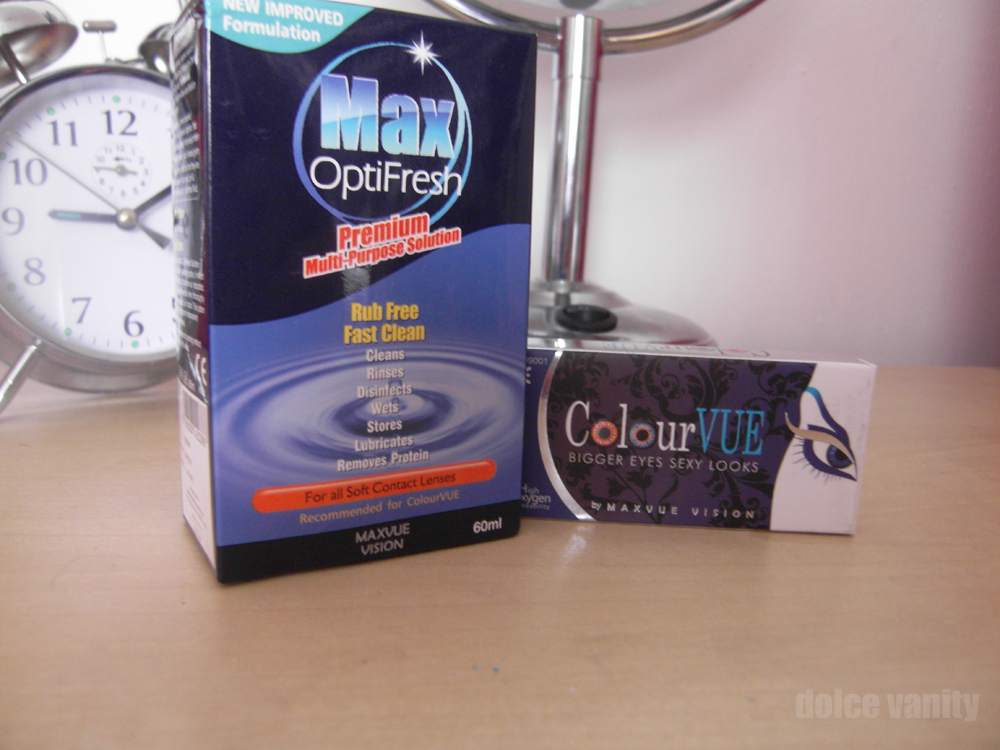 NEW IMPROVED
Formulation
Max
OptiFresh
Premium
Multi-Purpose Solution
Rub Free
Fast Clean
Cleans
Rinses
Disinfects
Wets
Stores
Lubricates
Removes Protein
For all Soft Contact Lenses
Recommended for ColourVUE
MAXVUE
VISION
60ml
ColourVUE
BIGGER EYES SEXY LOOKS
by MAXVUE VISION
High
12
11
10
9
8
7
6
dolce vanity